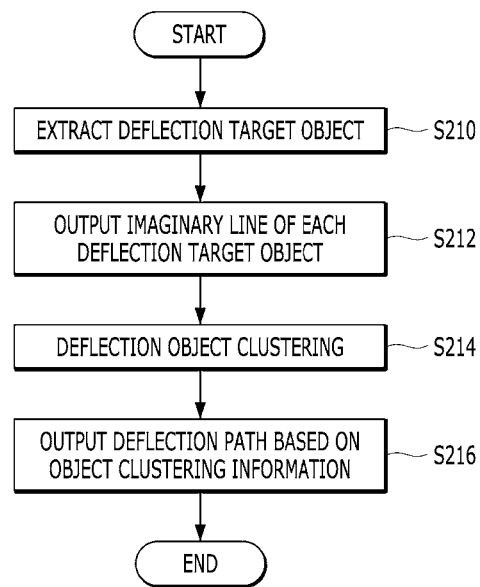 START
EXTRACT DEFLECTION TARGET OBJECT
S210
OUTPUT IMAGINARY LINE OF EACH
DEFLECTION TARGET OBJECT
S212
DEFLECTION OBJECT CLUSTERING
S214
OUTPUT DEFLECTION PATH BASED ON
OBJECT CLUSTERING INFORMATION
S216
END